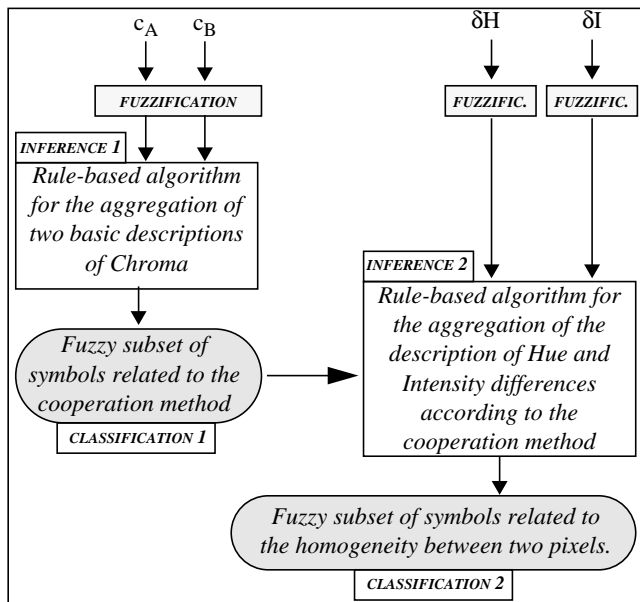 cA cB
FUZZIFICATION
INFERENCE 1
Rule-based algorithm
for the aggregation of
two basic descriptions
of Chroma
Fuzzy subset of
symbols related to the
cooperation method
CLASSIFICATION 1
δH δI
FUZZIFIC. FUZZIFIC.
INFERENCE 2
Rule-based algorithm for
the aggregation of the
description of Hue and
Intensity differences
according to the
cooperation method
Fuzzy subset of symbols related to
the homogeneity between two pixels.
CLASSIFICATION 2